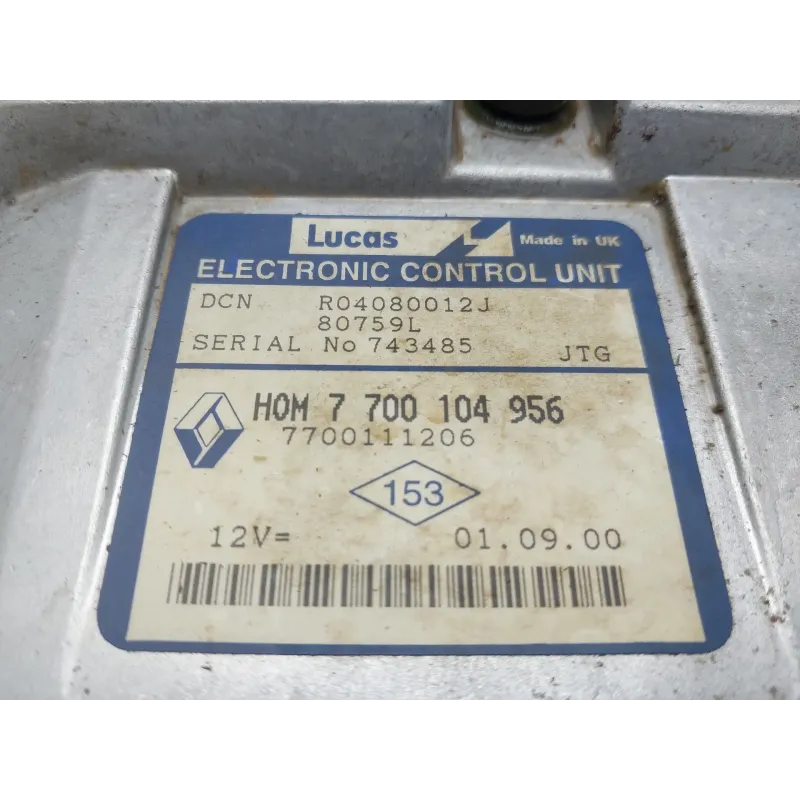 Lucas Made in UK
ELECTRONIC CONTROL UNIT
DCN R04080012J
80759L
SERIAL No 743485 JTG
HOM 7 700 104 956
7700111206
153
12V= 01.09.00